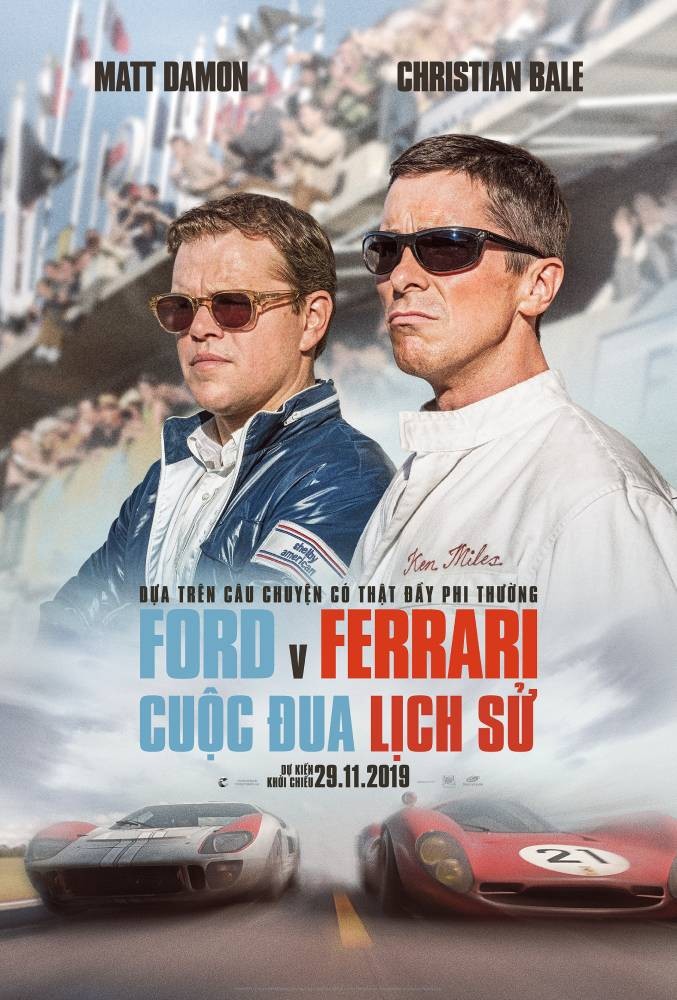 MATT DAMON
CHRISTIAN BALE
shelby
american
Ken Miles
DỰA TRÊN CÂU CHUYỆN CÓ THẬT ĐẦY PHI THƯỜNG
FORD v FERRARI
CUỘC ĐUA LỊCH SỬ
DỰ KIẾN
KHỞI CHIẾU 29.11.2019
21